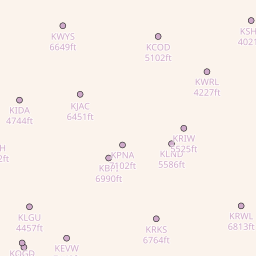 KWYS
6649ft
KCOD
5102ft
KSH
4021
KWRL
4227ft
KIDA
4744ft
KJAC
6451ft
KRIW
5525ft
KPNA
7102ft
KLND
5586ft
6990ft
KLGU
4457ft
KRKS
6764ft
KRWL
6813ft
KEVW
KOGD